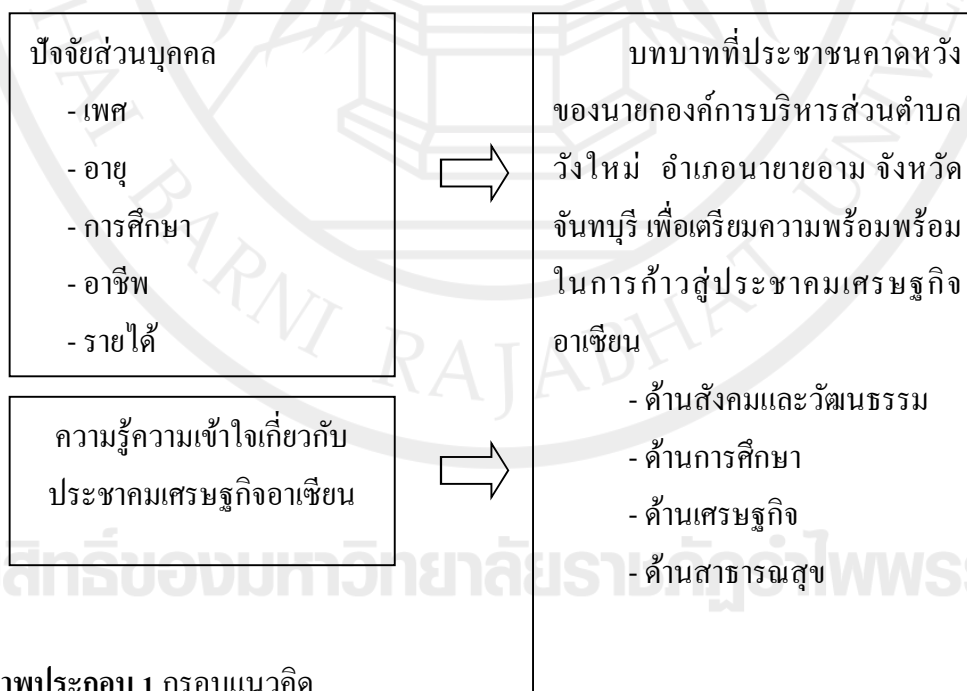 ปัจจัยส่วนบุคคล
- เพศ
- อายุ
- การศึกษา
- อาชีพ
- รายได้
ความรู้ความเข้าใจเกี่ยวกับ
ประชาคมเศรษฐกิจอาเซียน
บทบาทที่ประชาชนคาดหวัง
ของนายกองค์การบริหารส่วนตำบล
วังใหม่ อำเภอนายายอาม จังหวัด
จันทบุรี เพื่อเตรียมความพร้อมพร้อม
ในการก้าวสู่ประชาคมเศรษฐกิจ
อาเซียน
- ด้านสังคมและวัฒนธรรม
- ด้านการศึกษา
- ด้านเศรษฐกิจ
- ด้านสาธารณสุข
าพประกอบ 1 กรอบแนวคิด
BARNI RAJABHAT